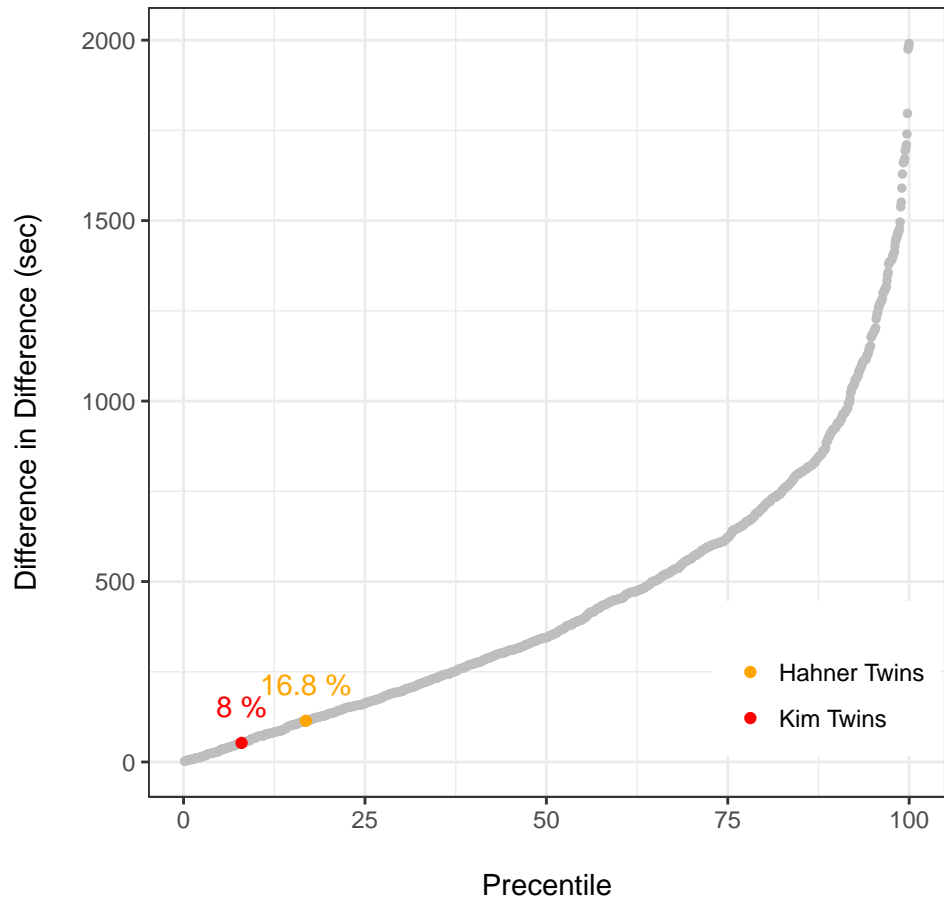 2000
1500
1000
500
0
Difference in Difference (sec)
8 %
16.8 %
Hahner Twins
Kim Twins
0 25 50 75 100
Precentile